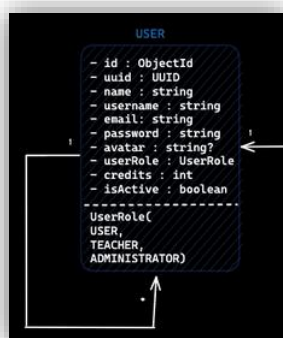 USER
- id : ObjectId
- uuid : UUID
- name : string
- username : string
- email: string
- password : string
- avatar : string?
- userRole : UserRole
- credits : int
- isActive : boolean
UserRole(
USER,
TEACHER,
ADMINISTRATOR)
1
1
*